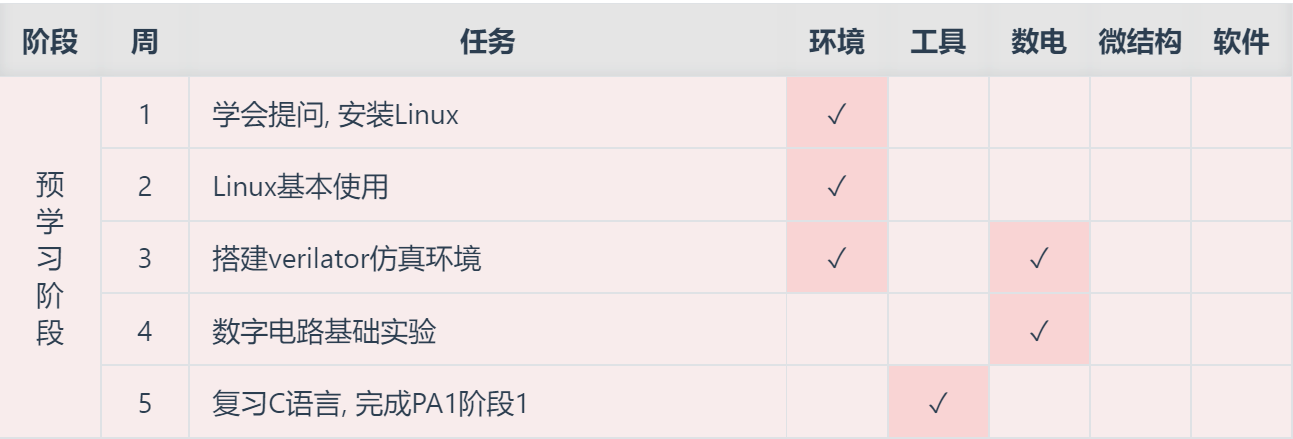 阶段 周 任务 环境 工具 数电 微结构 软件
预学习阶段
1 学会提问, 安装Linux ✓
2 Linux基本使用 ✓
3 搭建verilator仿真环境 ✓ ✓
4 数字电路基础实验 ✓
5 复习C语言, 完成PA1阶段1 ✓